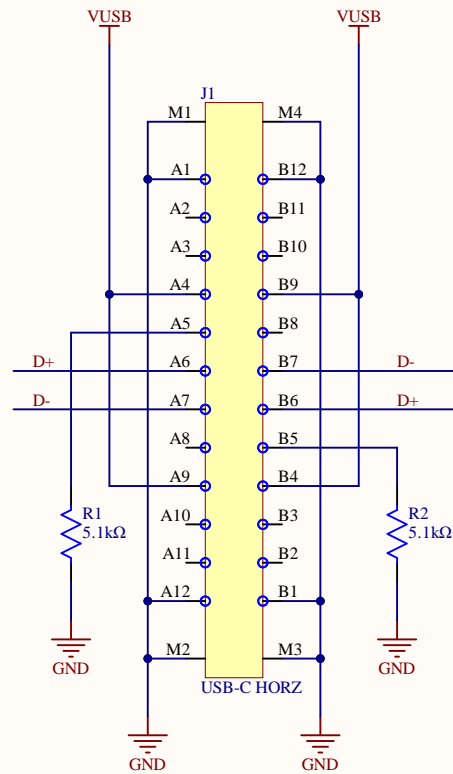 VUSB VUSB
J1
M1 M4
A1 B12
A2 B11
A3 B10
A4 B9
A5 B8
D+ A6 B7 D-
D- A7 B6 D+
A8 B5
A9 B4
R1 A10 B3 R2
5.1kΩ 5.1kΩ
A11 B2
A12 B1
M2 M3
GND GND
USB-C HORZ
GND GND